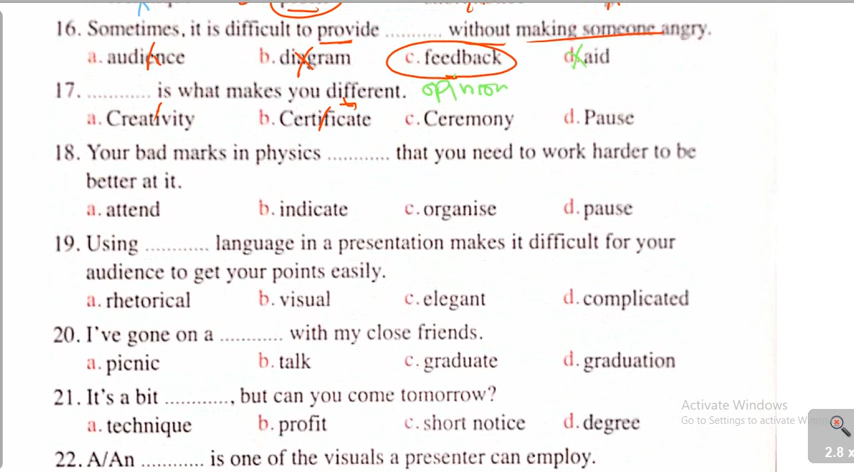 16. Sometimes, it is difficult to provide ........... without making someone angry.
a. audience b. diagram c. feedback d. aid
17. ............ is what makes you different. opinion
a. Creativity b. Certificate c. Ceremony d. Pause
18. Your bad marks in physics ............ that you need to work harder to be
better at it.
a. attend b. indicate c. organise d. pause
19. Using ............ language in a presentation makes it difficult for your
audience to get your points easily.
a. rhetorical b. visual c. elegant d. complicated
20. I've gone on a ............ with my close friends.
a. picnic b. talk c. graduate d. graduation
21. It's a bit ............, but can you come tomorrow?
a. technique b. profit c. short notice d. degree
22. A/An ............ is one of the visuals a presenter can employ.
Activate Windows
Go to Settings to activate
2.8 x